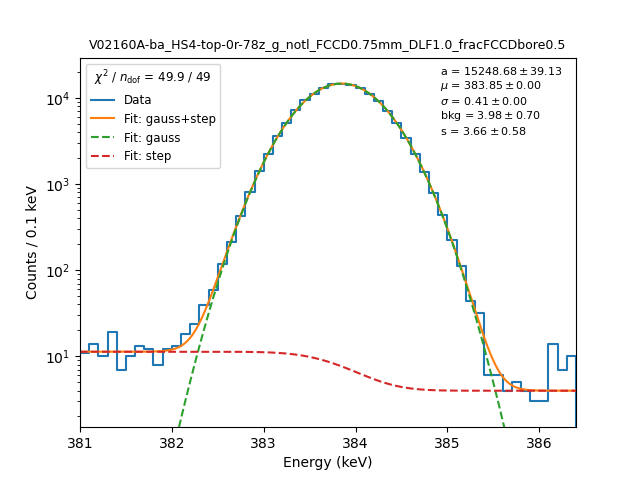 V02160A-ba_HS4-top-0r-78z_g_notl_FCCD0.75mm_DLF1.0_fracFCCDbore0.5
χ² / n_dof = 49.9 / 49
Data
Fit: gauss+step
Fit: gauss
Fit: step
a = 15248.68 ± 39.13
μ = 383.85 ± 0.00
σ = 0.41 ± 0.00
bkg = 3.98 ± 0.70
s = 3.66 ± 0.58
Counts / 0.1 keV
10⁴
10³
10²
10¹
381 382 383 384 385 386
Energy (keV)